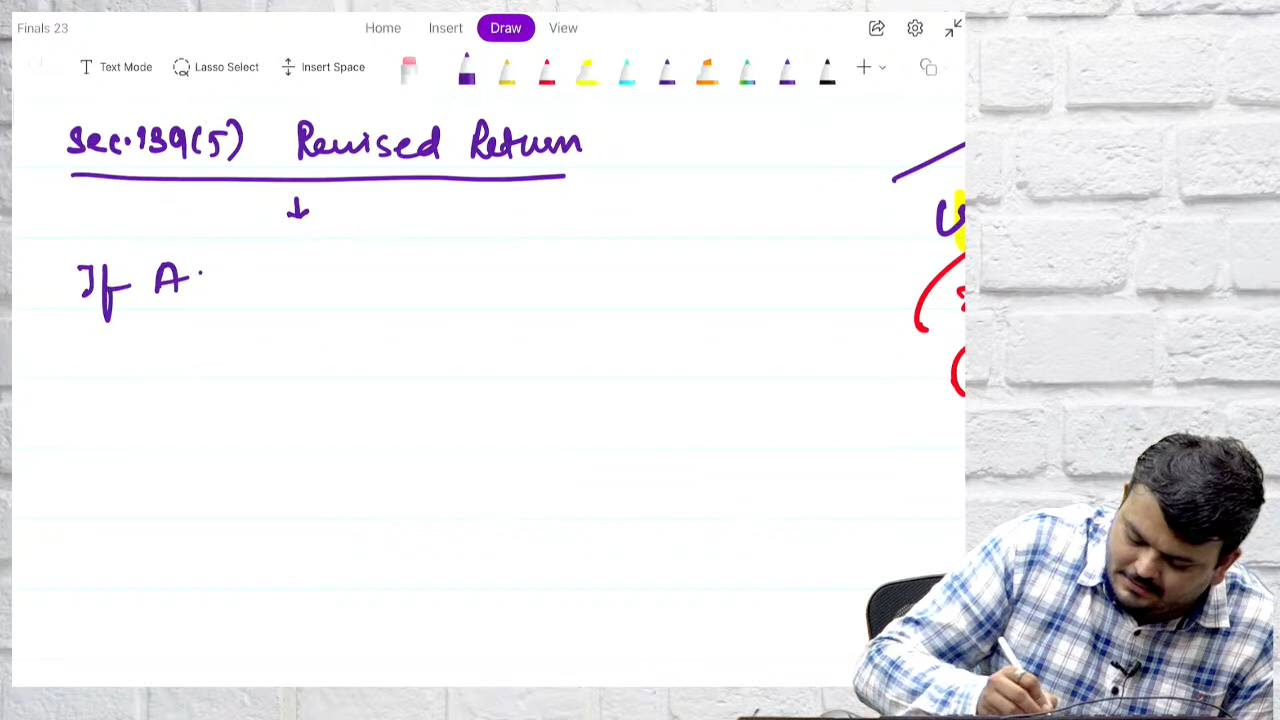 Finals 23
Home Insert Draw View
Text Mode Lasso Select Insert Space
Sec.139(5) Revised Return
If A.